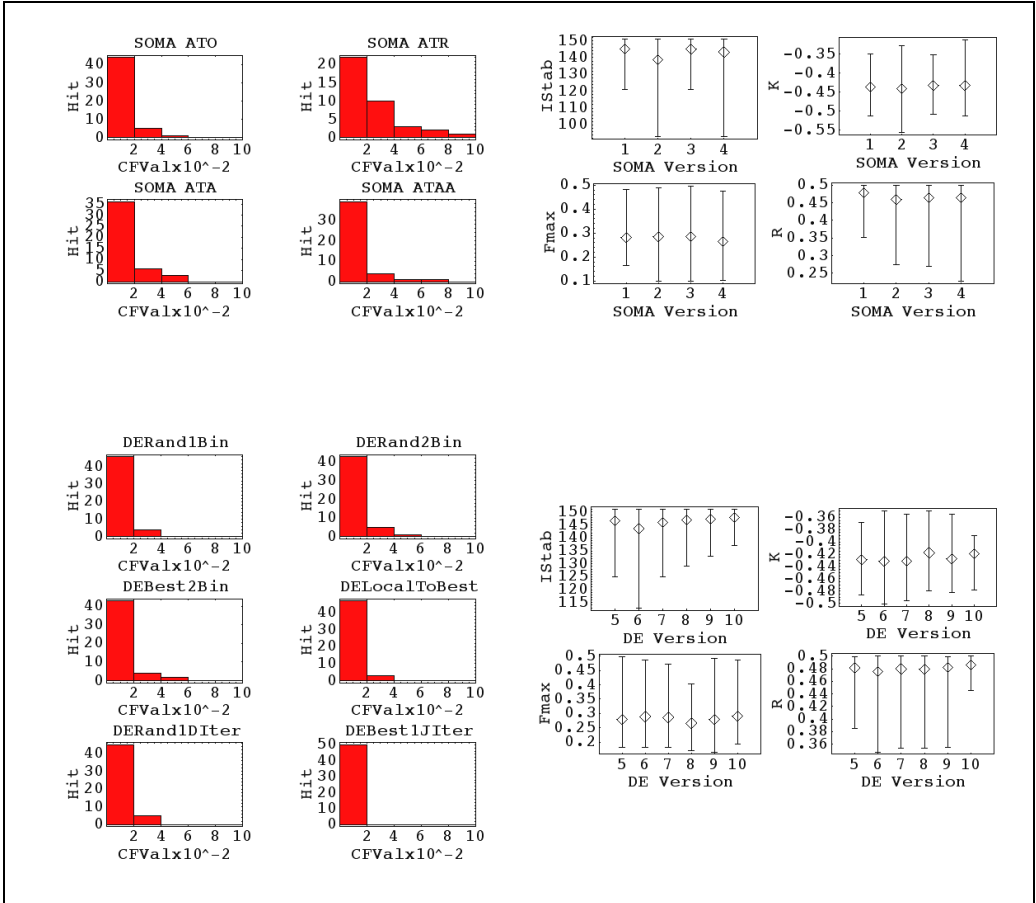 SOMA ATO
Hit
40
30
20
10
0
2 4 6 8 10
CFValx10^-2
SOMA ATR
Hit
20
15
10
5
0
2 4 6 8 10
CFValx10^-2
SOMA ATA
Hit
35
30
25
20
15
10
5
0
2 4 6 8 10
CFValx10^-2
SOMA ATAA
Hit
30
20
10
0
2 4 6 8 10
CFValx10^-2
IStab
150
140
130
120
110
100
1 2 3 4
SOMA Version
K
-0.35
-0.4
-0.45
-0.5
-0.55
1 2 3 4
SOMA Version
Fmax
0.5
0.4
0.3
0.2
0.1
1 2 3 4
SOMA Version
R
0.5
0.45
0.4
0.35
0.3
0.25
1 2 3 4
SOMA Version
DERand1Bin
Hit
40
30
20
10
0
2 4 6 8 10
CFValx10^-2
DERand2Bin
Hit
40
30
20
10
0
2 4 6 8 10
CFValx10^-2
DEBest2Bin
Hit
40
30
20
10
0
2 4 6 8 10
CFValx10^-2
DELocalToBest
Hit
40
30
20
10
0
2 4 6 8 10
CFValx10^-2
DERand1DIter
Hit
40
30
20
10
0
2 4 6 8 10
CFValx10^-2
DEBest1JIter
Hit
50
40
30
20
10
0
2 4 6 8 10
CFValx10^-2
IStab
150
145
140
135
130
125
120
115
5 6 7 8 9 10
DE Version
K
-0.36
-0.38
-0.4
-0.42
-0.44
-0.46
-0.48
-0.5
5 6 7 8 9 10
DE Version
Fmax
0.5
0.45
0.4
0.35
0.3
0.25
0.2
5 6 7 8 9 10
DE Version
R
0.5
0.48
0.46
0.44
0.42
0.4
0.38
0.36
5 6 7 8 9 10
DE Version